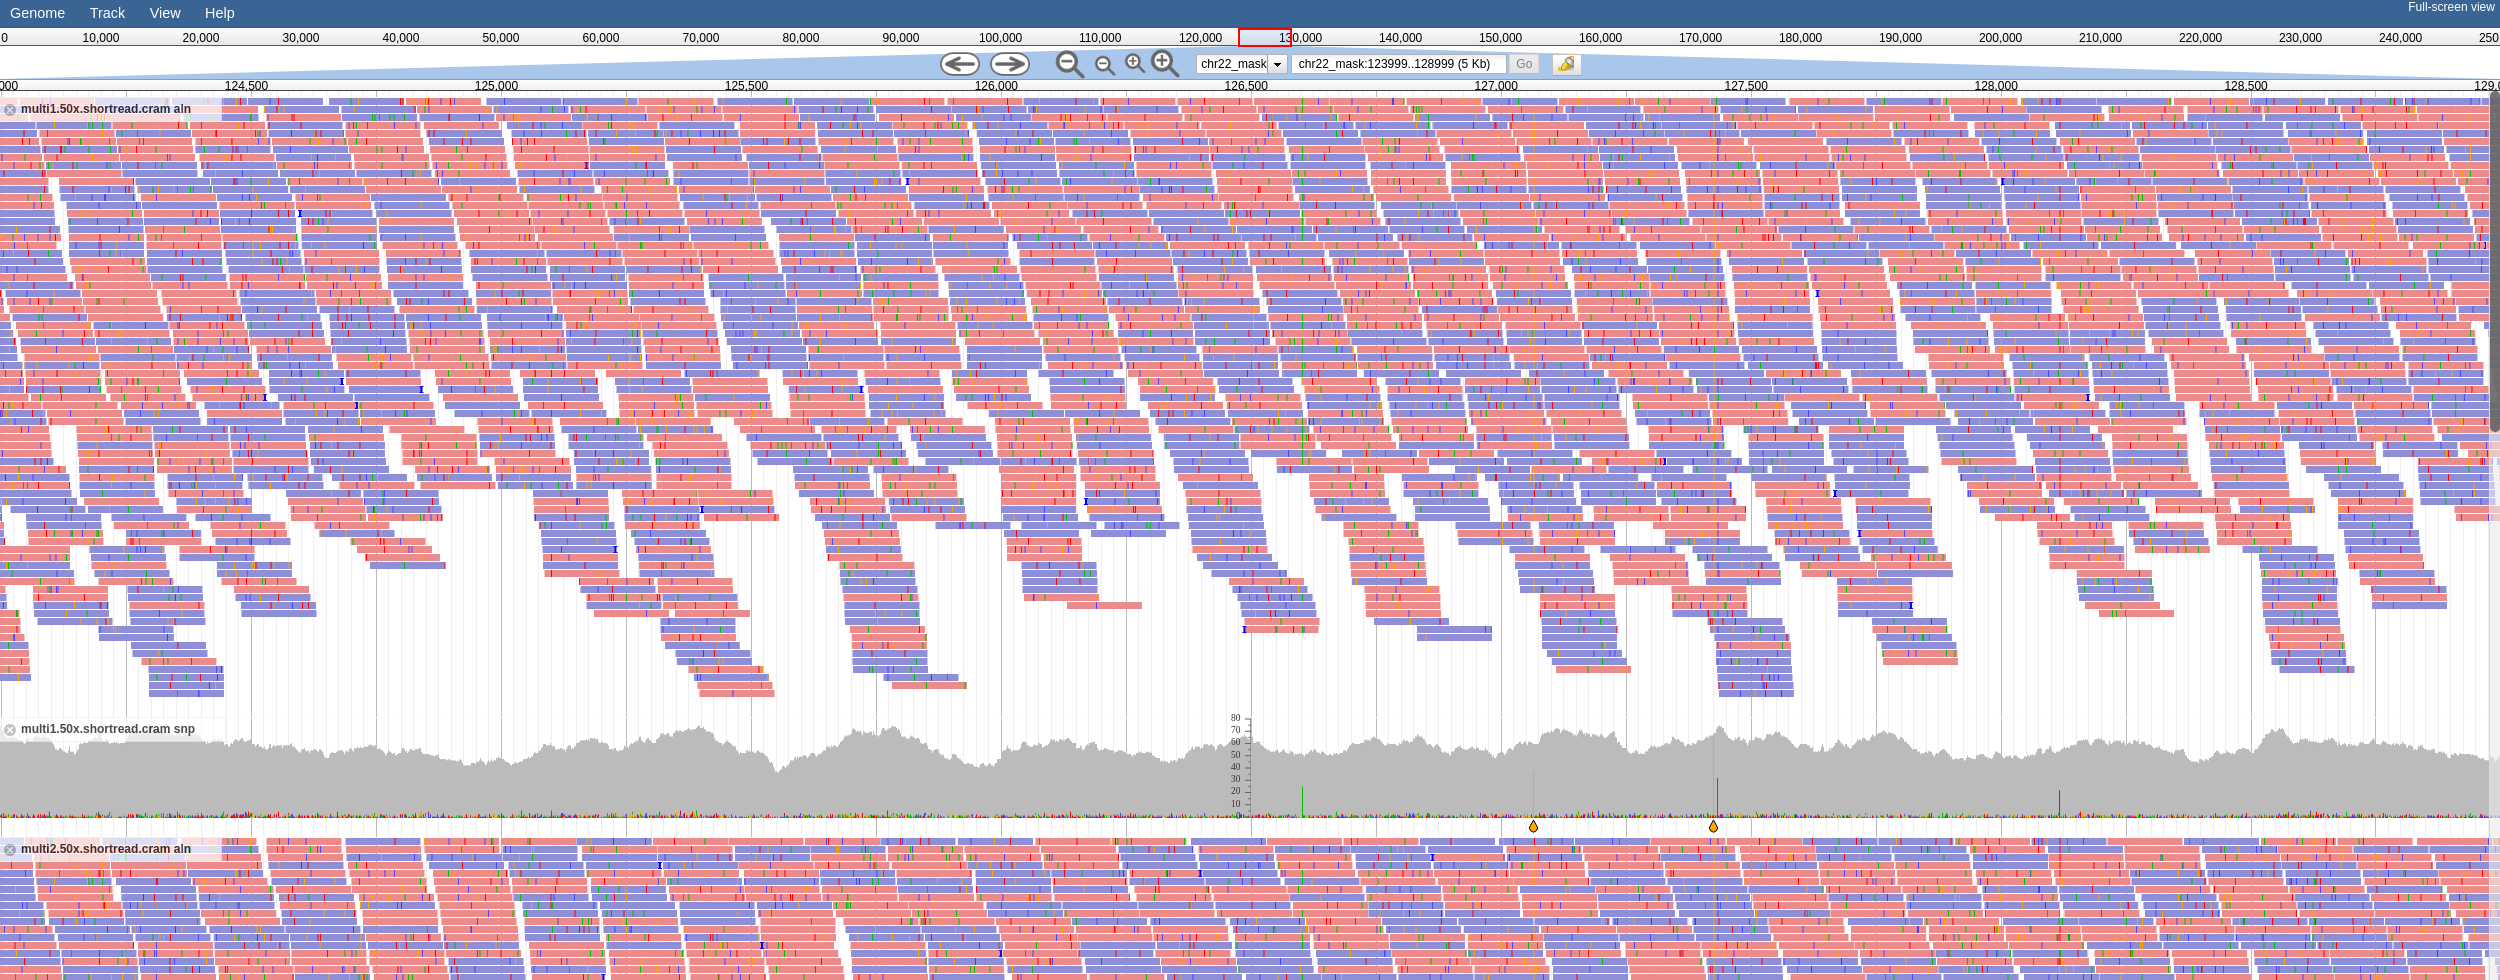 Genome Track View Help Full-screen view
0 10,000 20,000 30,000 40,000 50,000 60,000 70,000 80,000 90,000 100,000 110,000 120,000 130,000 140,000 150,000 160,000 170,000 180,000 190,000 200,000 210,000 220,000 230,000 240,000 250
chr22_mask chr22_mask:123999..128999 (5 Kb) Go
000 124,500 125,000 125,500 126,000 126,500 127,000 127,500 128,000 128,500 129,0
multi1.50x.shortread.cram aln
multi1.50x.shortread.cram snp
80
70
60
50
40
30
20
10
0
multi2.50x.shortread.cram aln